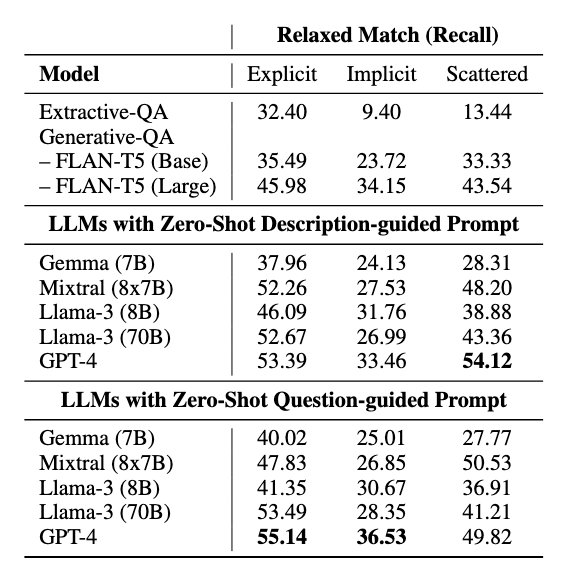 Relaxed Match (Recall)
Model Explicit Implicit Scattered
Extractive-QA 32.40 9.40 13.44
Generative-QA
– FLAN-T5 (Base) 35.49 23.72 33.33
– FLAN-T5 (Large) 45.98 34.15 43.54
LLMs with Zero-Shot Description-guided Prompt
Gemma (7B) 37.96 24.13 28.31
Mixtral (8x7B) 52.26 27.53 48.20
Llama-3 (8B) 46.09 31.76 38.88
Llama-3 (70B) 52.67 26.99 43.36
GPT-4 53.39 33.46 54.12
LLMs with Zero-Shot Question-guided Prompt
Gemma (7B) 40.02 25.01 27.77
Mixtral (8x7B) 47.83 26.85 50.53
Llama-3 (8B) 41.35 30.67 36.91
Llama-3 (70B) 53.49 28.35 41.21
GPT-4 55.14 36.53 49.82